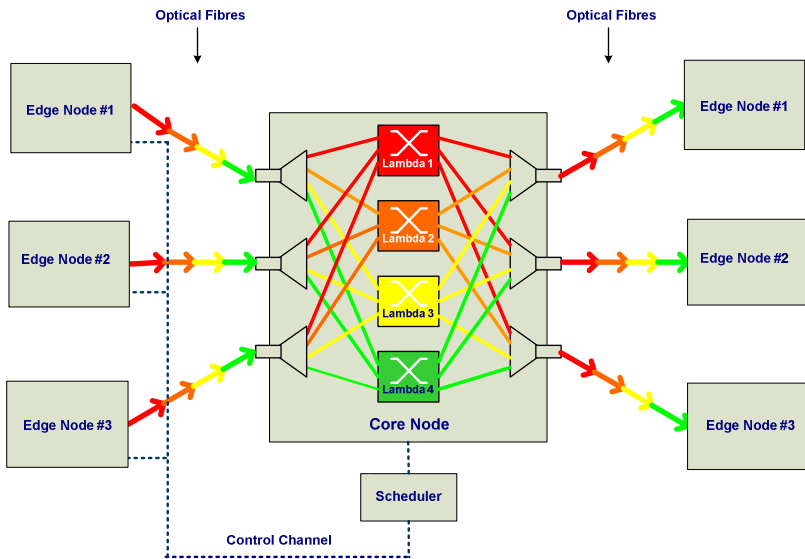 Optical Fibres
Optical Fibres
Edge Node #1
Edge Node #1
Lambda 1
Lambda 2
Edge Node #2
Edge Node #2
Lambda 3
Lambda 4
Core Node
Edge Node #3
Edge Node #3
Scheduler
Control Channel